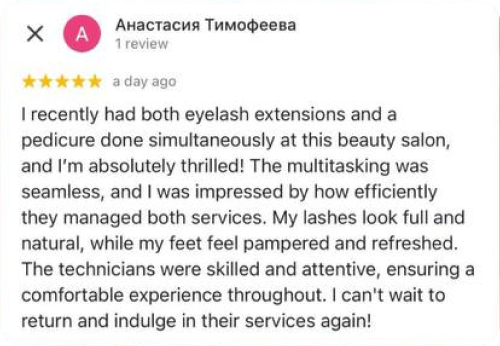 Анастасия Тимофеева
1 review
a day ago
I recently had both eyelash extensions and a
pedicure done simultaneously at this beauty salon,
and I'm absolutely thrilled! The multitasking was
seamless, and I was impressed by how efficiently
they managed both services. My lashes look full and
natural, while my feet feel pampered and refreshed.
The technicians were skilled and attentive, ensuring a
comfortable experience throughout. I can't wait to
return and indulge in their services again!